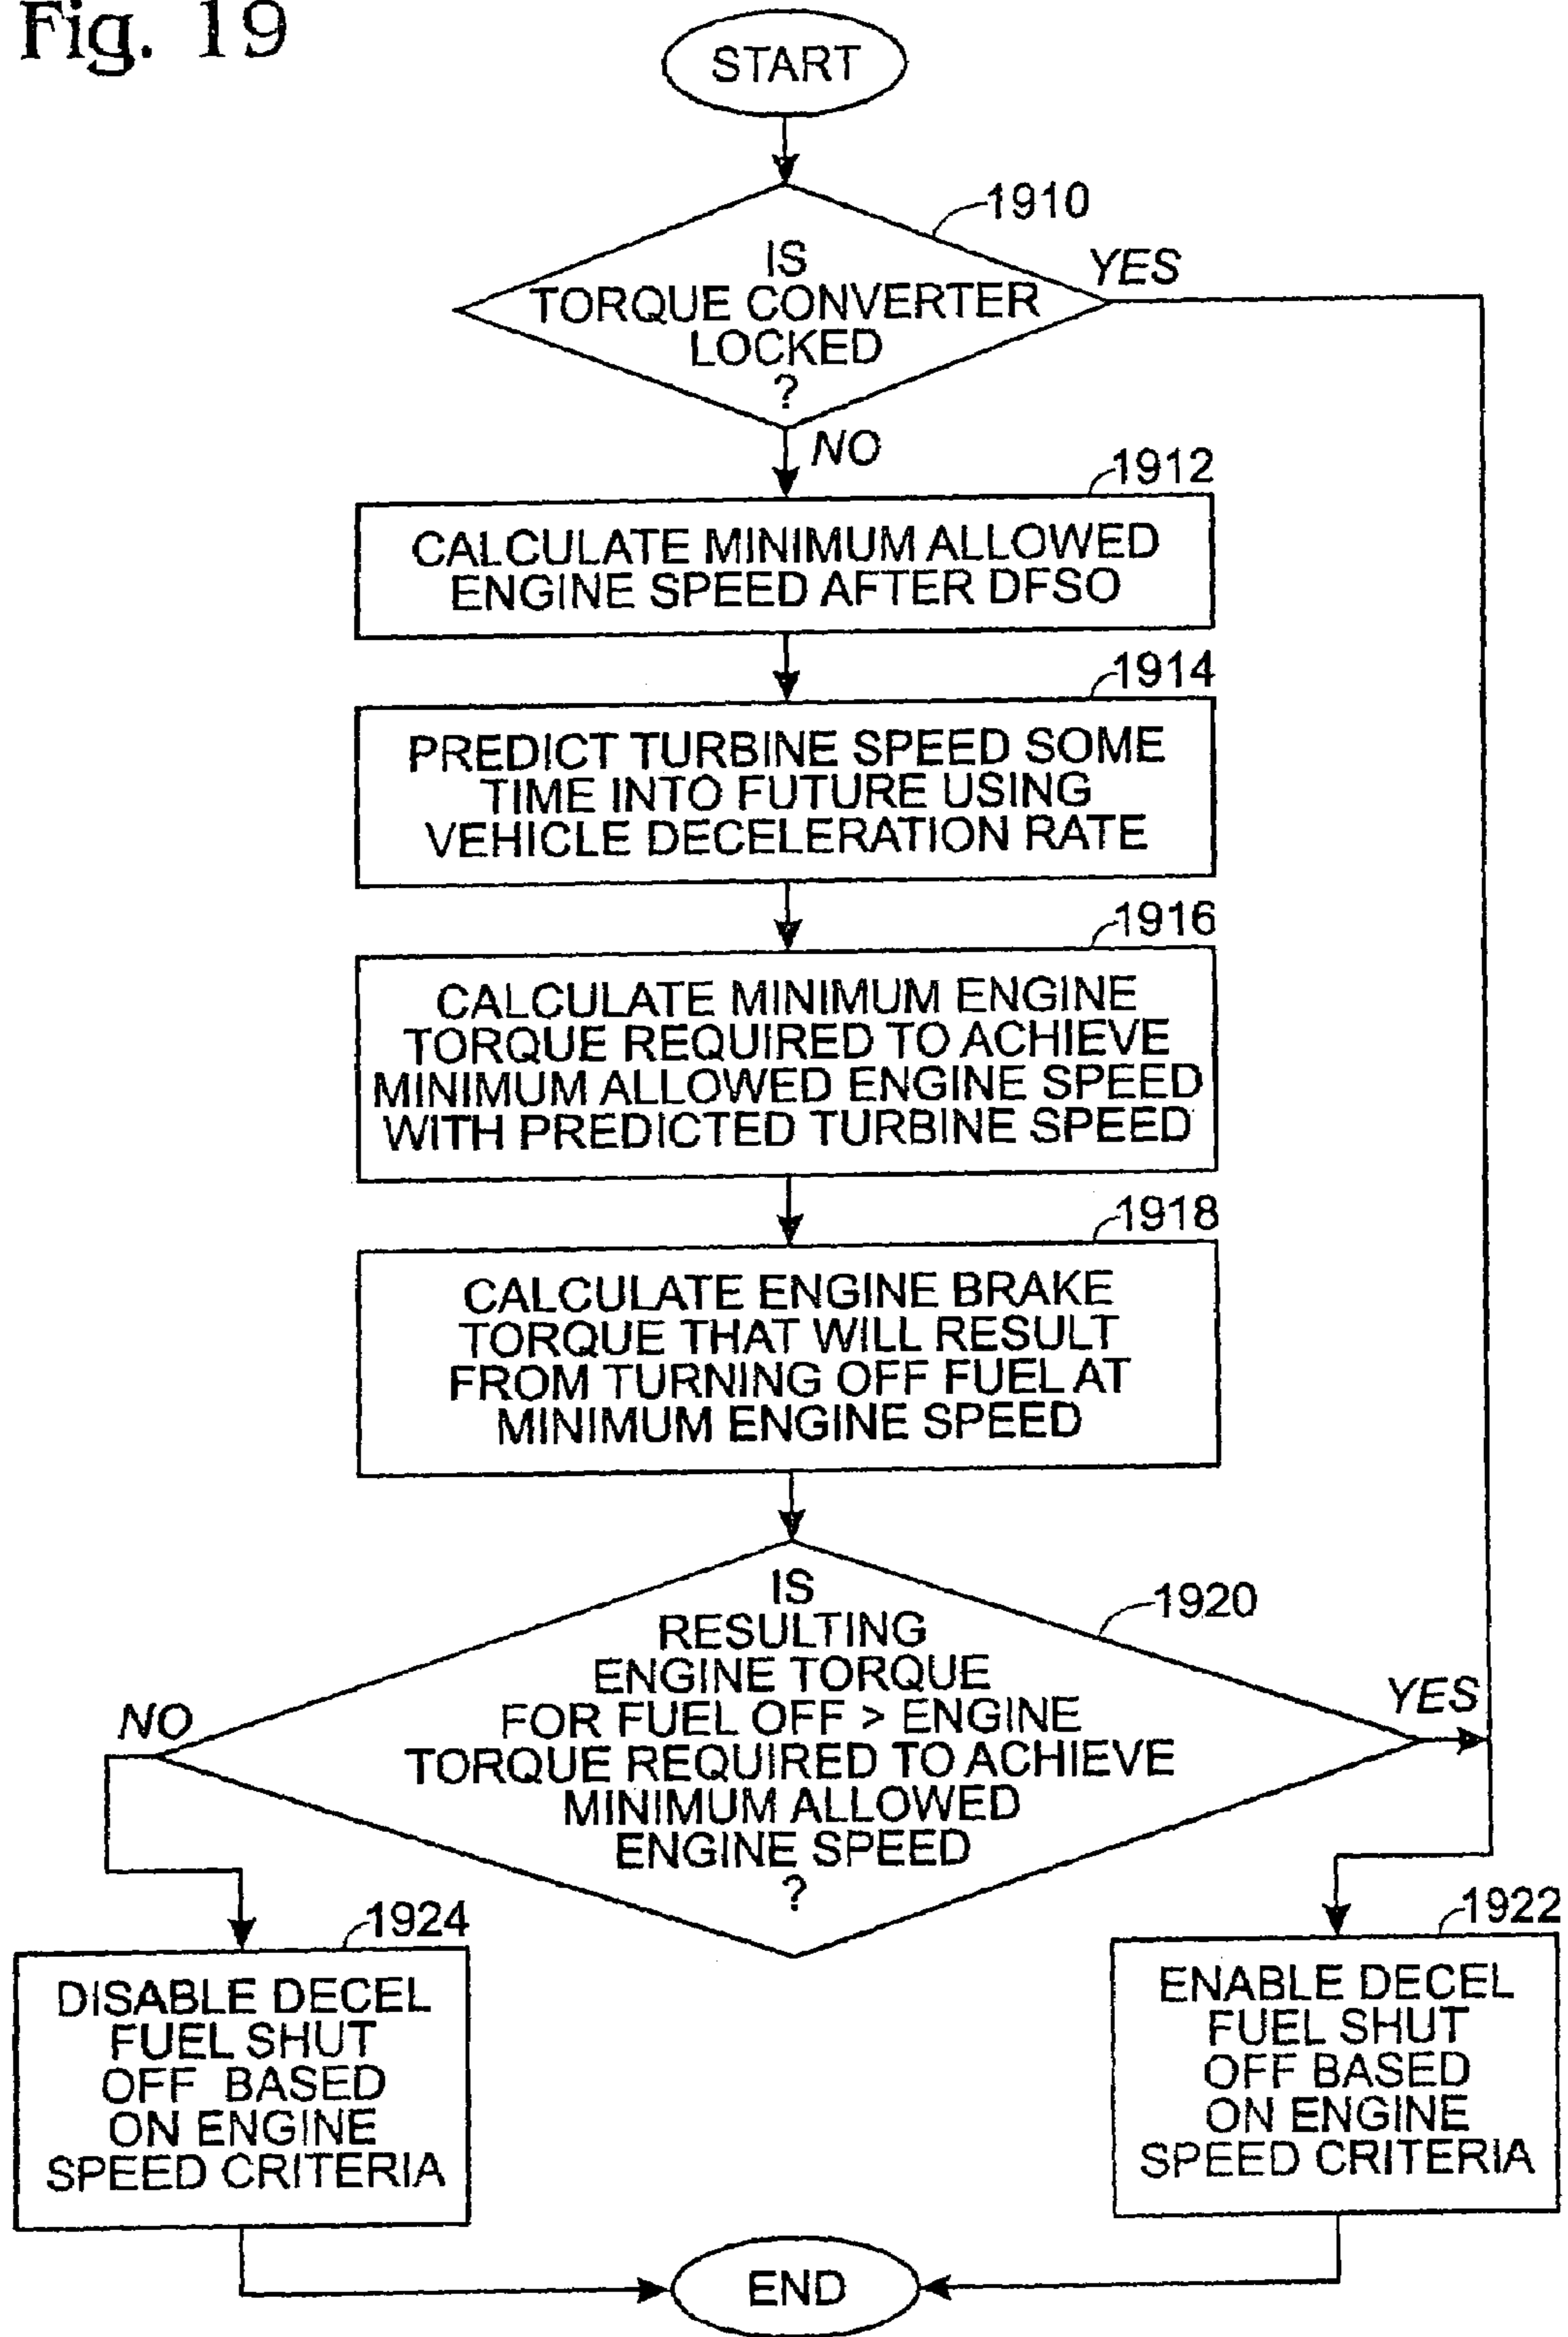 Fig. 19
START
1910
IS
TORQUE CONVERTER
LOCKED
?
YES
NO
1912
CALCULATE MINIMUM ALLOWED
ENGINE SPEED AFTER DFSO
1914
PREDICT TURBINE SPEED SOME
TIME INTO FUTURE USING
VEHICLE DECELERATION RATE
1916
CALCULATE MINIMUM ENGINE
TORQUE REQUIRED TO ACHIEVE
MINIMUM ALLOWED ENGINE SPEED
WITH PREDICTED TURBINE SPEED
1918
CALCULATE ENGINE BRAKE
TORQUE THAT WILL RESULT
FROM TURNING OFF FUEL AT
MINIMUM ENGINE SPEED
1920
IS
RESULTING
ENGINE TORQUE
FOR FUEL OFF > ENGINE
TORQUE REQUIRED TO ACHIEVE
MINIMUM ALLOWED
ENGINE SPEED
?
NO
YES
1924
DISABLE DECEL
FUEL SHUT
OFF BASED
ON ENGINE
SPEED CRITERIA
1922
ENABLE DECEL
FUEL SHUT
OFF BASED
ON ENGINE
SPEED CRITERIA
END